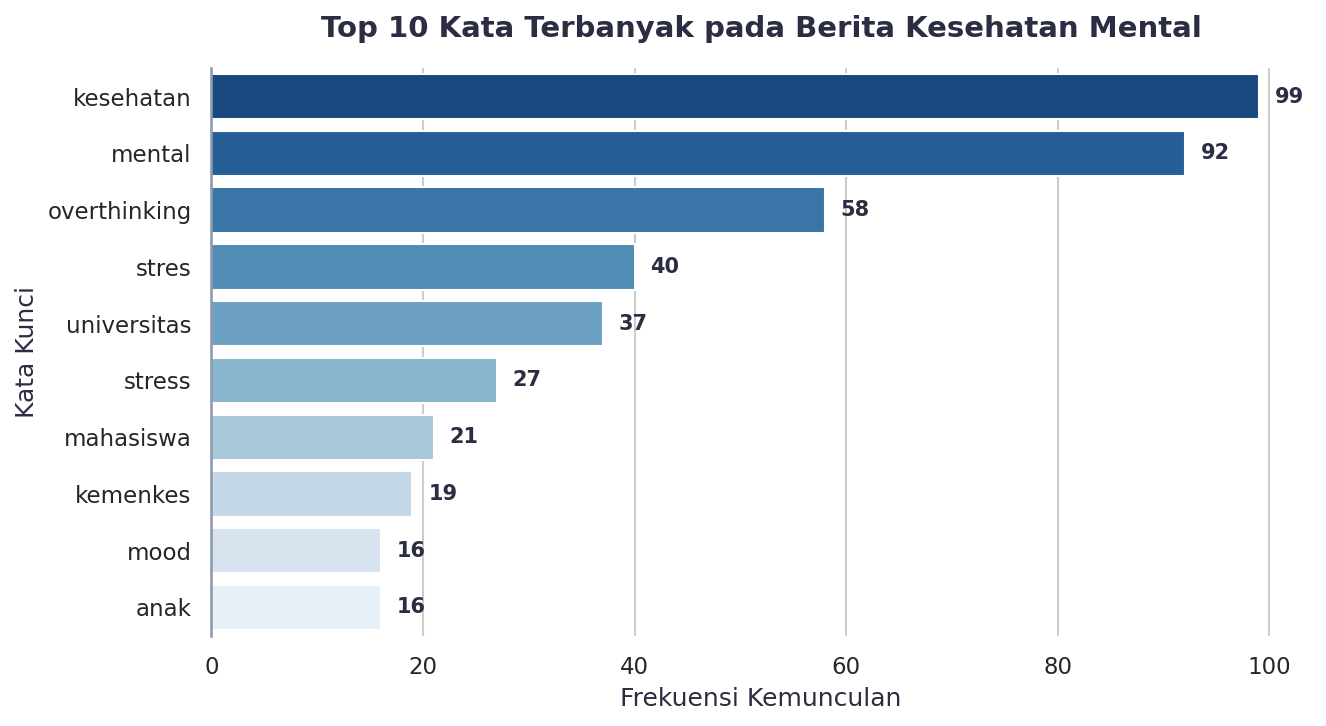 Top 10 Kata Terbanyak pada Berita Kesehatan Mental
Kata Kunci
kesehatan 99
mental 92
overthinking 58
stres 40
universitas 37
stress 27
mahasiswa 21
kemenkes 19
mood 16
anak 16
0 20 40 60 80 100
Frekuensi Kemunculan